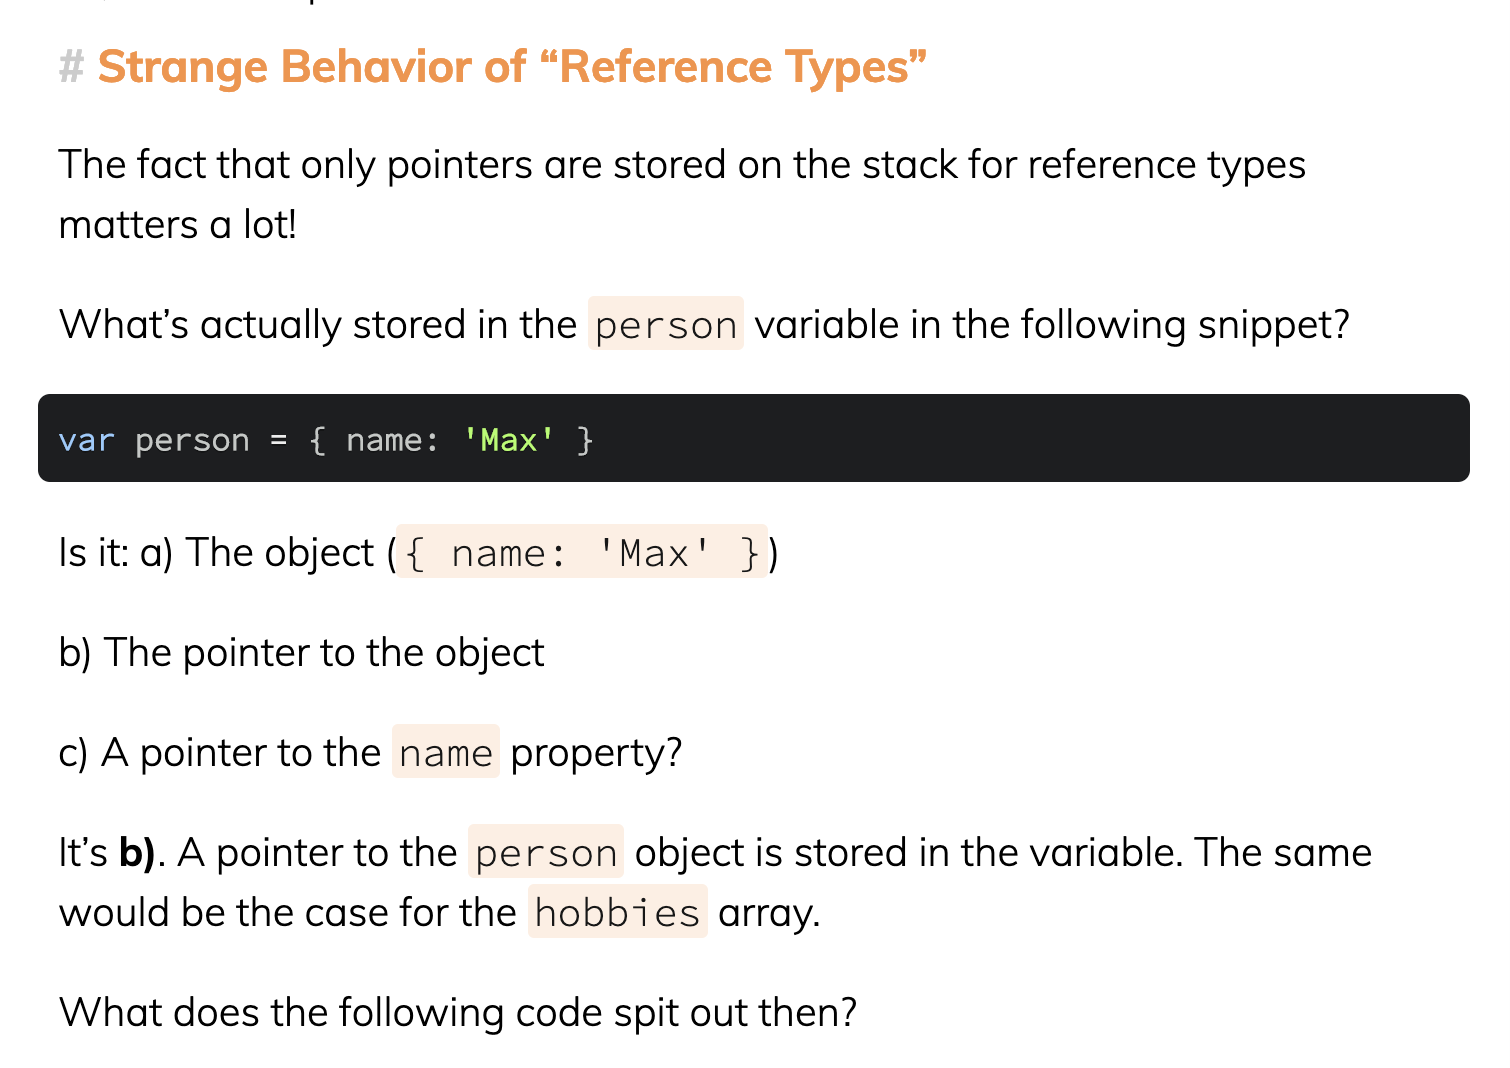 # Strange Behavior of “Reference Types”
The fact that only pointers are stored on the stack for reference types
matters a lot!
What’s actually stored in the person variable in the following snippet?
var person = { name: 'Max' }
Is it: a) The object ({ name: 'Max' })
b) The pointer to the object
c) A pointer to the name property?
It’s b). A pointer to the person object is stored in the variable. The same
would be the case for the hobbies array.
What does the following code spit out then?